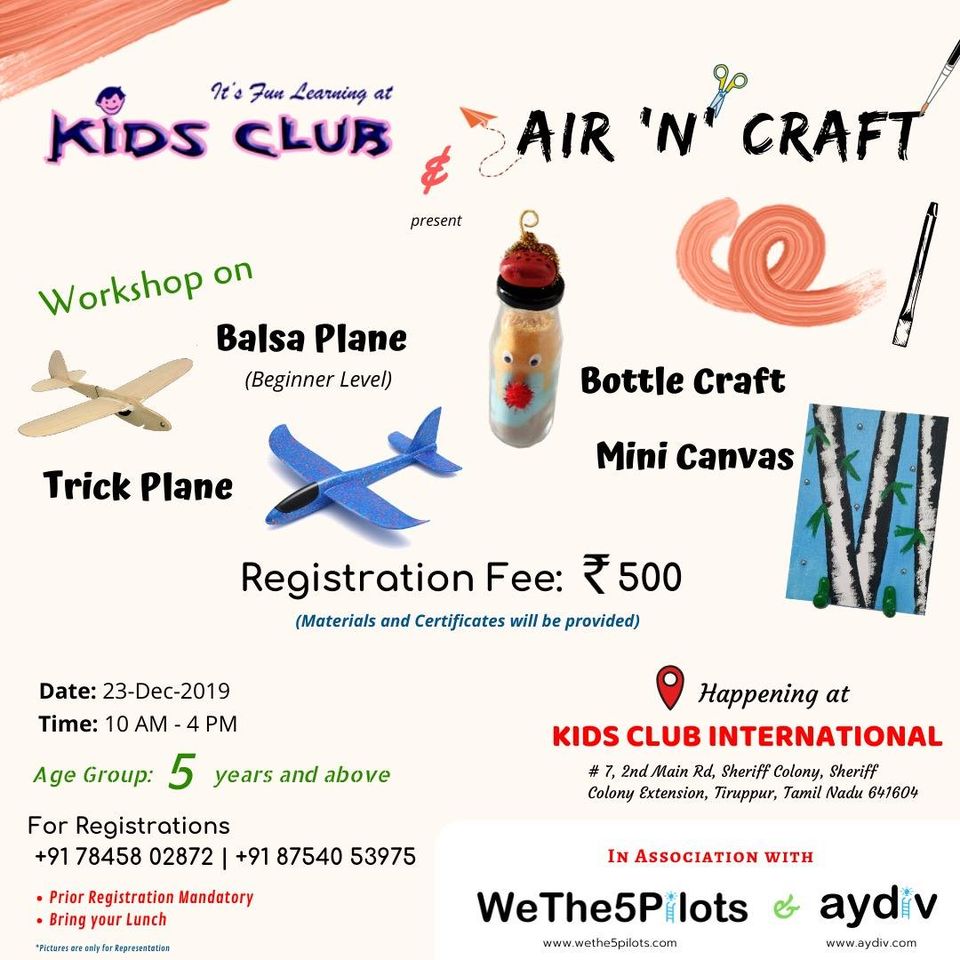 It's Fun Learning at
KIDS CLUB
&
AIR 'N' CRAFT
present
Workshop on
Balsa Plane
(Beginner Level)
Trick Plane
Bottle Craft
Mini Canvas
Registration Fee: ₹ 500
(Materials and Certificates will be provided)
Date: 23-Dec-2019
Time: 10 AM - 4 PM
Age Group: 5 years and above
For Registrations
+91 78458 02872 | +91 87540 53975
• Prior Registration Mandatory
• Bring your Lunch
*Pictures are only for Representation
Happening at
KIDS CLUB INTERNATIONAL
# 7, 2nd Main Rd, Sheriff Colony, Sheriff
Colony Extension, Tiruppur, Tamil Nadu 641604
In Association with
WeThe5Pilots & aydiv
www.wethe5pilots.com
www.aydiv.com